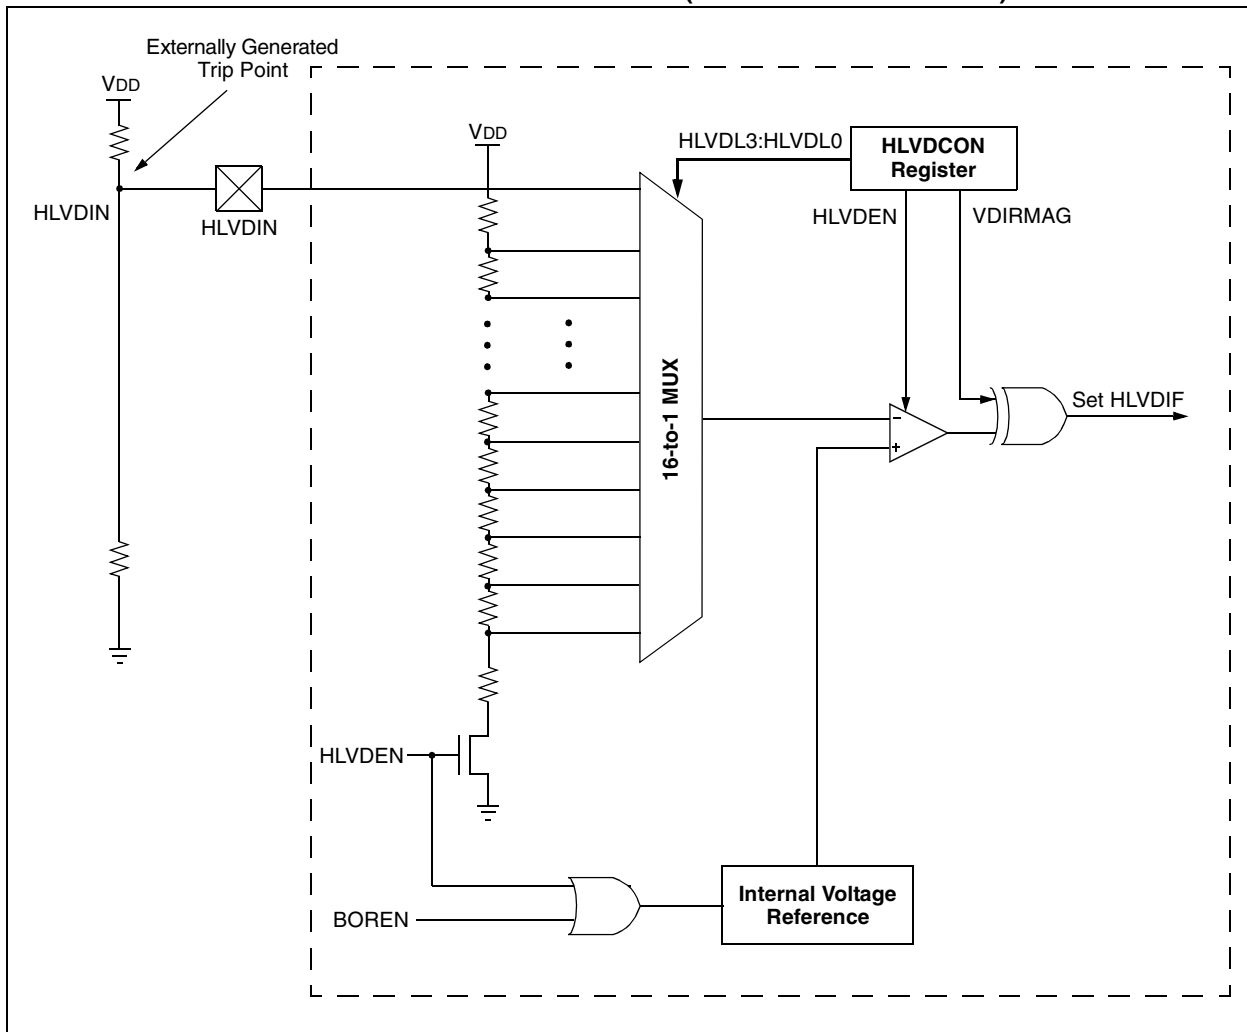 Externally Generated
Trip Point
VDD
VDD
HLVDL3:HLVDL0
HLVDCON
Register
HLVDIN
HLVDIN
HLVDEN
VDIRMAG
16-to-1 MUX
-
+
Set HLVDIF
HLVDEN
BOREN
Internal Voltage
Reference